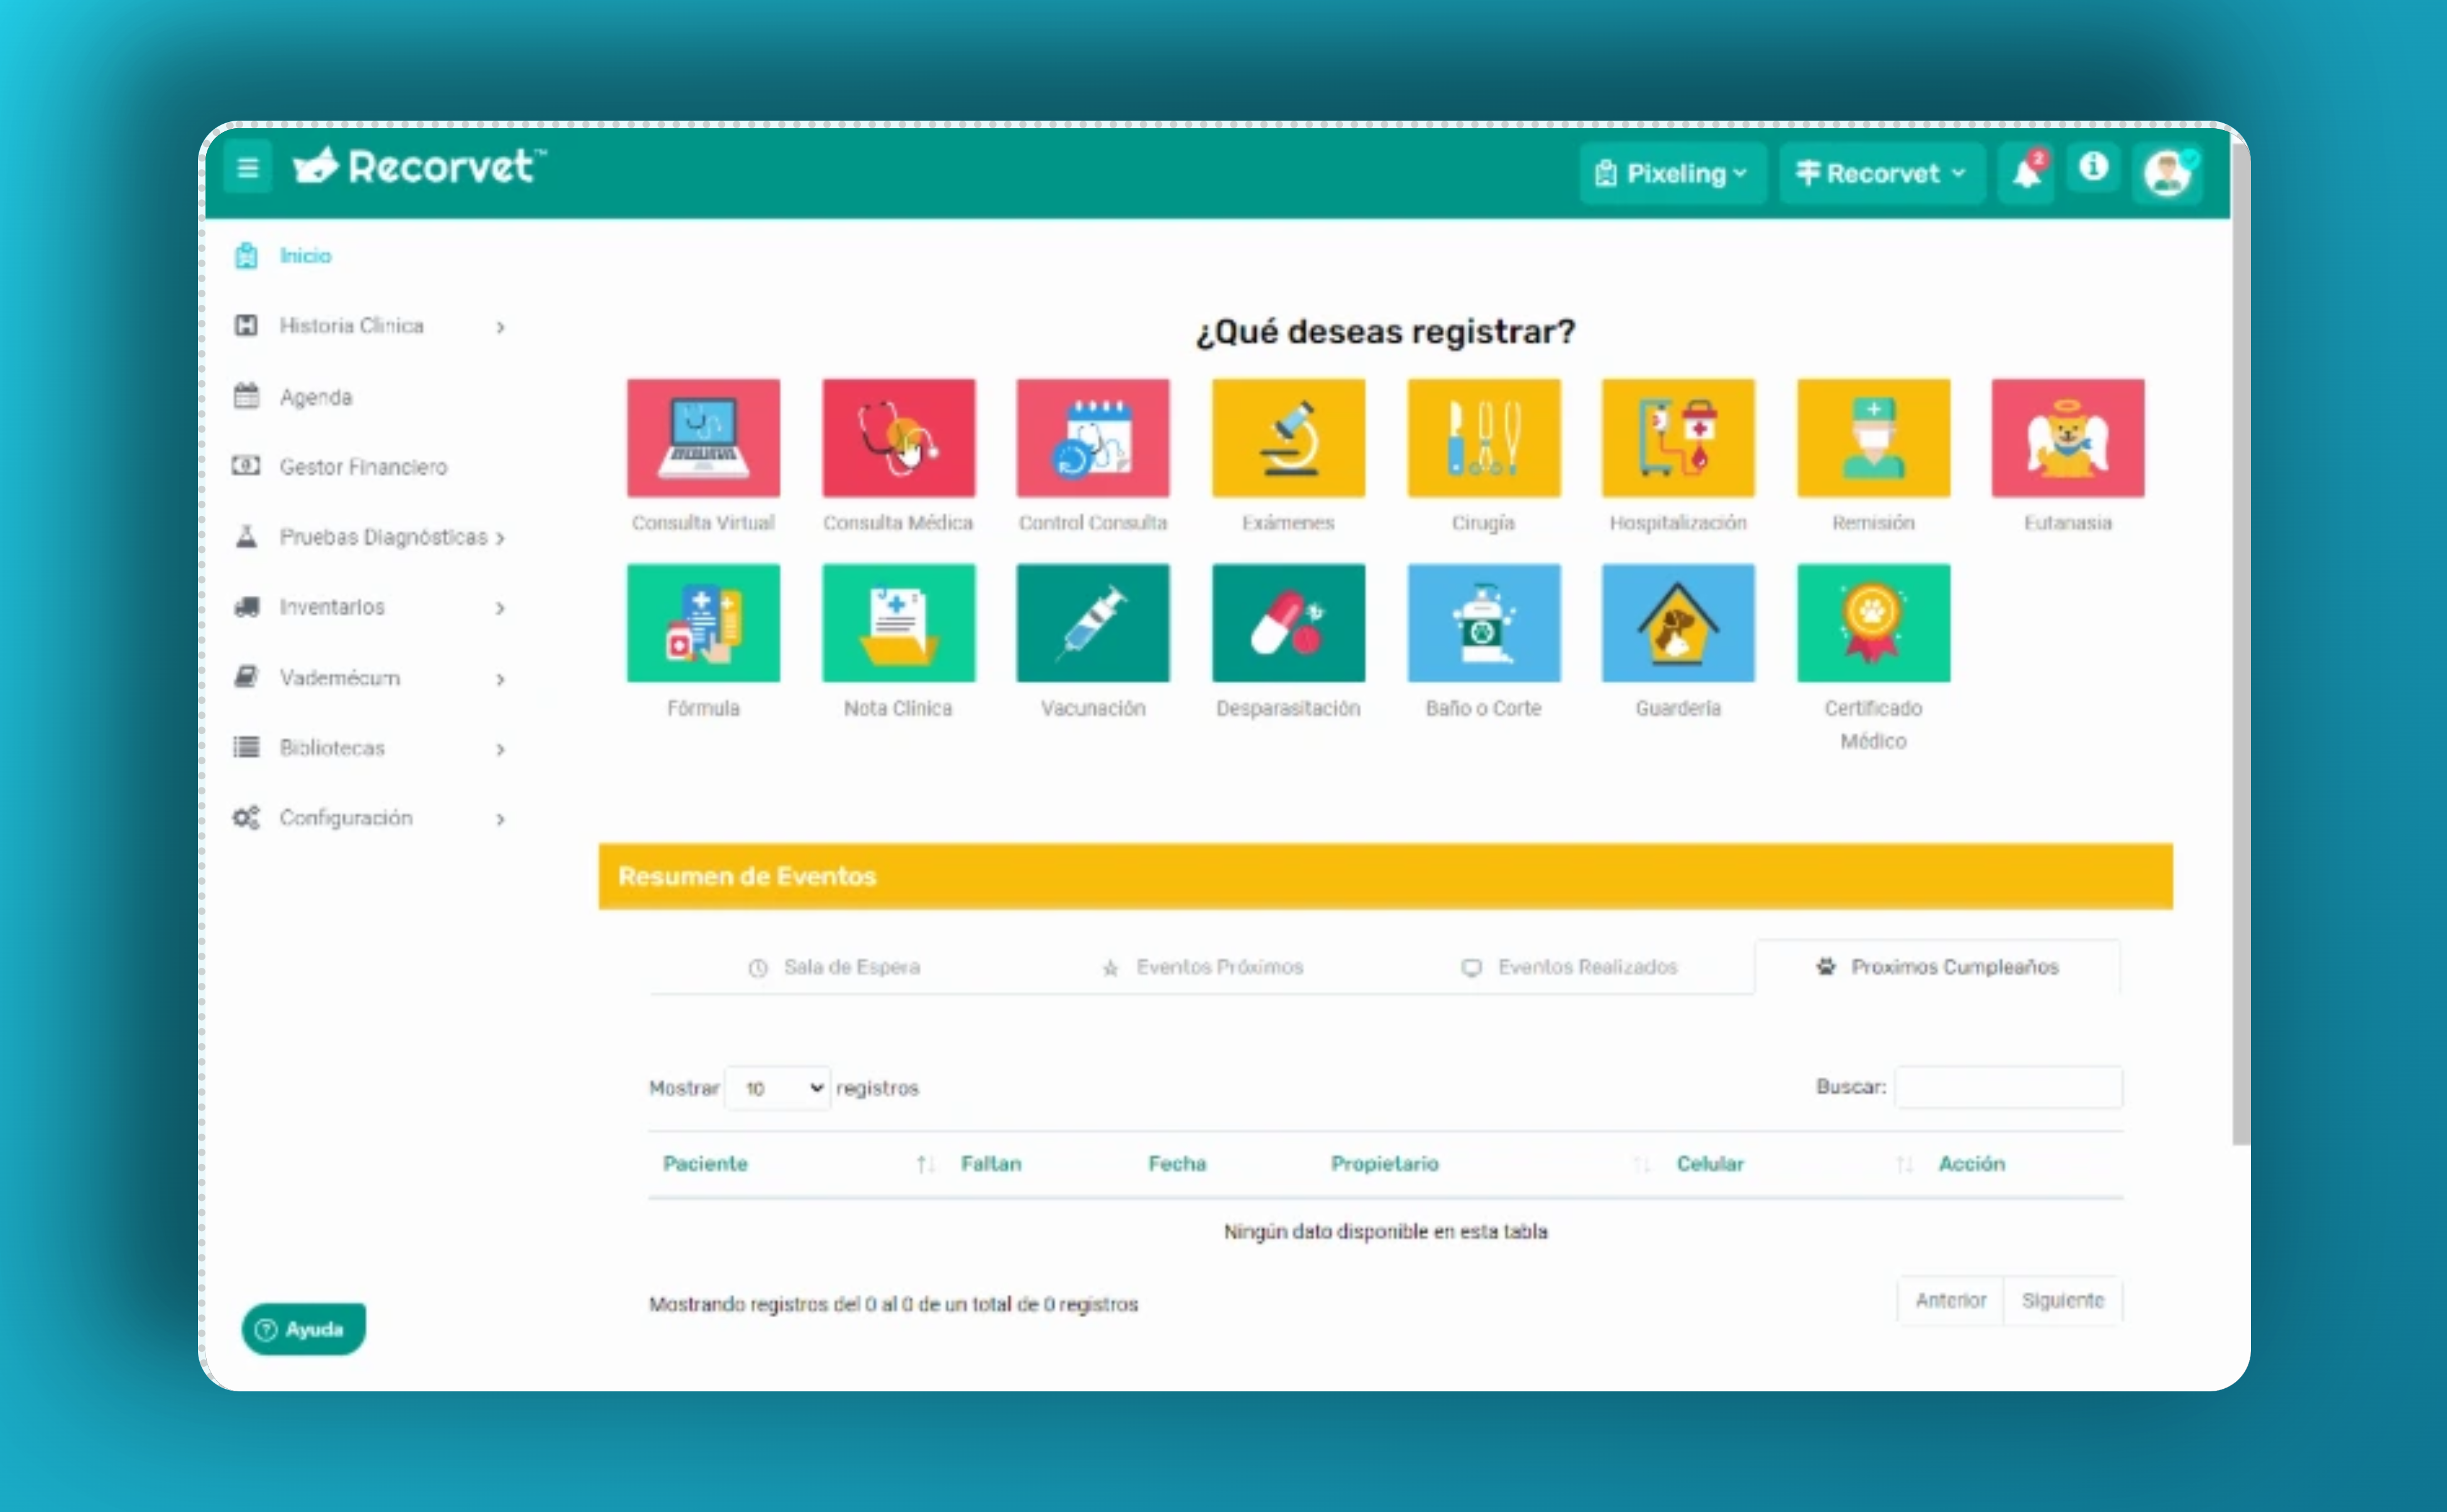 Recorvet™
Pixeling
Recorvet
2
Inicio
Historia Clinica
Agenda
Gestor Financiero
Pruebas Diagnósticas
Inventarios
Vademécum
Bibliotecas
Configuración
¿Qué deseas registrar?
Consulta Virtual
Consulta Médica
Control Consulta
Exámenes
Cirugía
Hospitalización
Remisión
Eutanasia
Fórmula
Nota Clinica
Vacunación
Desparasitación
Baño o Corte
Guardería
Certificado
Médico
Resumen de Eventos
Sala de Espera
Eventos Próximos
Eventos Realizados
Proximos Cumpleaños
Mostrar 10 registros
Buscar:
Paciente Faltan Fecha Propietario Celular Acción
Ningún dato disponible en esta tabla
Mostrando registros del 0 al 0 de un total de 0 registros
Anterior Siguiente
Ayuda